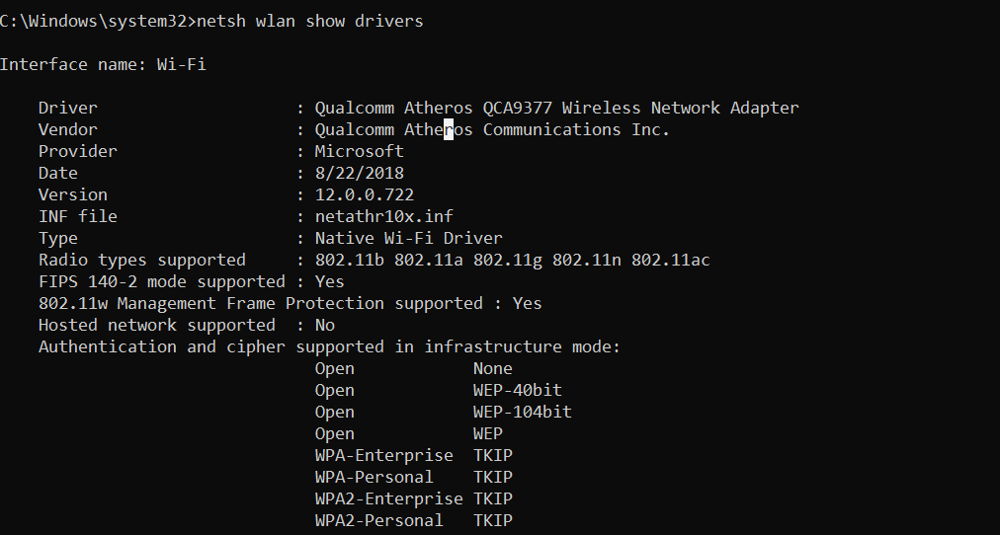 C:\Windows\system32>netsh wlan show drivers
Interface name: Wi-Fi
Driver : Qualcomm Atheros QCA9377 Wireless Network Adapter
Vendor : Qualcomm Atheros Communications Inc.
Provider : Microsoft
Date : 8/22/2018
Version : 12.0.0.722
INF file : netathr10x.inf
Type : Native Wi-Fi Driver
Radio types supported : 802.11b 802.11a 802.11g 802.11n 802.11ac
FIPS 140-2 mode supported : Yes
802.11w Management Frame Protection supported : Yes
Hosted network supported : No
Authentication and cipher supported in infrastructure mode:
Open None
Open WEP-40bit
Open WEP-104bit
Open WEP
WPA-Enterprise TKIP
WPA-Personal TKIP
WPA2-Enterprise TKIP
WPA2-Personal TKIP